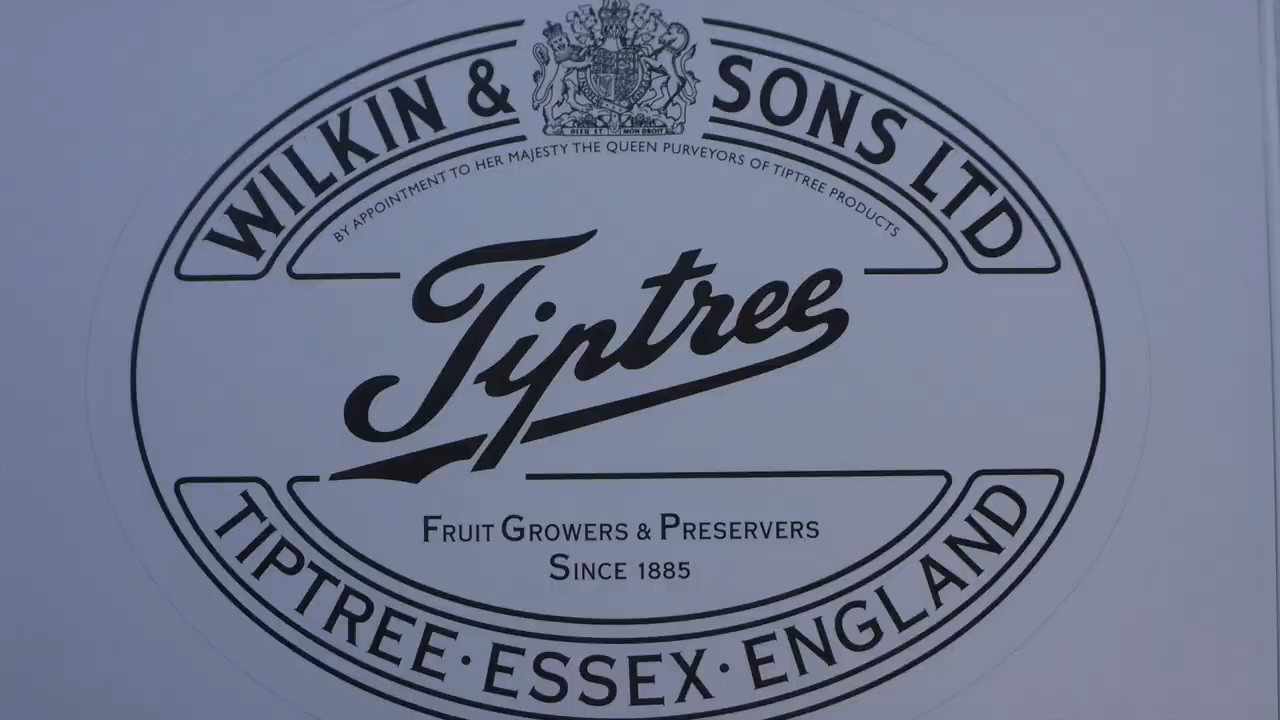 WILKIN & SONS LTD
DIEU ET MON DROIT
BY APPOINTMENT TO HER MAJESTY THE QUEEN PURVEYORS OF TIPTREE PRODUCTS
Tiptree
FRUIT GROWERS & PRESERVERS
SINCE 1885
TIPTREE · ESSEX · ENGLAND